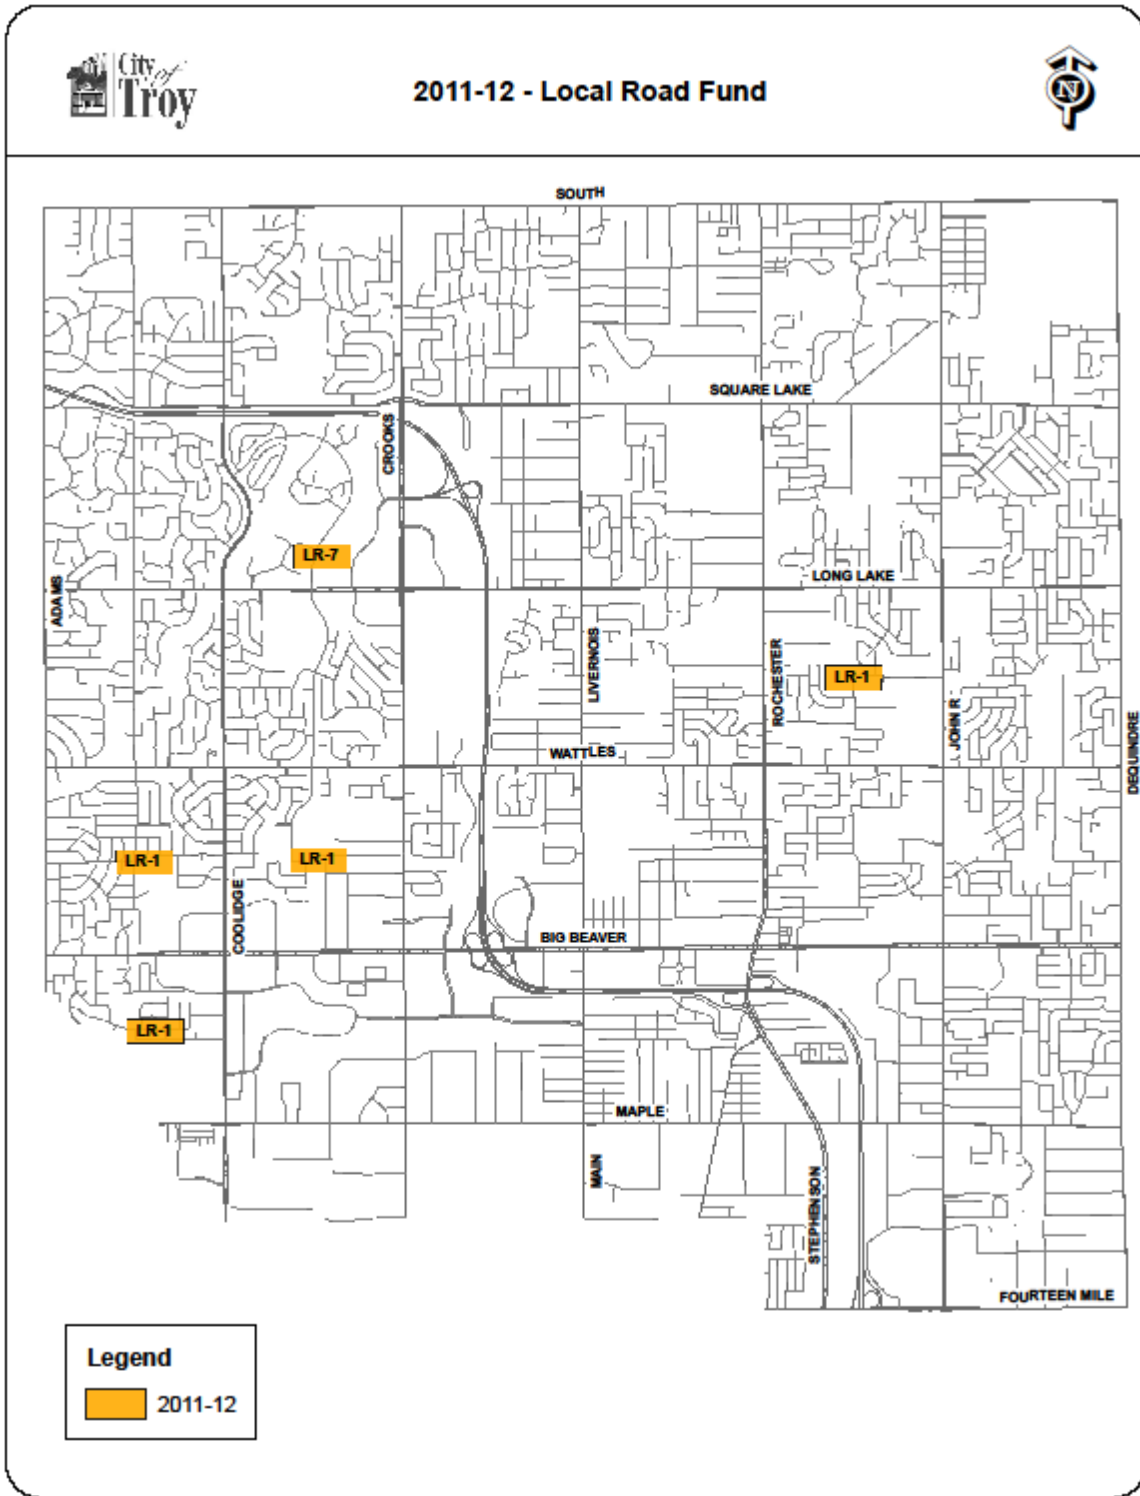 City of
Troy
2011-12 - Local Road Fund
N
SOUTH
SQUARE LAKE
CROOKS
LR-7
LONG LAKE
ADAMS
LIVERNOIS
ROCHESTER
LR-1
JOHN R
DEQUINDRE
WATTLES
LR-1
LR-1
COOLIDGE
BIG BEAVER
LR-1
MAPLE
MAIN
STEPHENSON
FOURTEEN MILE
Legend
2011-12